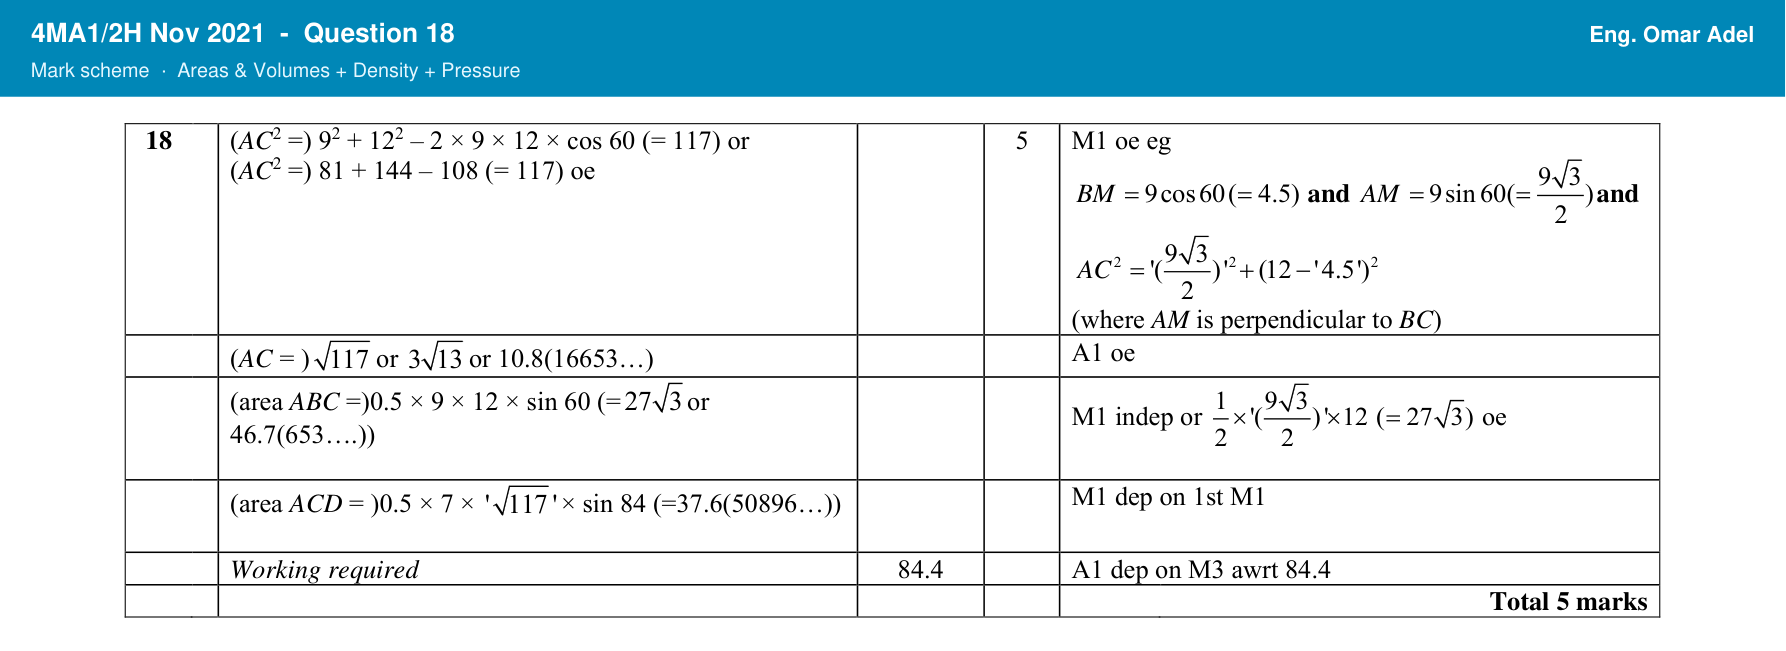 4MA1/2H Nov 2021 - Question 18
Eng. Omar Adel
Mark scheme · Areas & Volumes + Density + Pressure
18
(AC² =) 9² + 12² – 2 × 9 × 12 × cos 60 (= 117) or
(AC² =) 81 + 144 – 108 (= 117) oe
5
M1 oe eg
BM = 9cos60(= 4.5) and AM = 9sin60(= 9√3/2) and
AC² = '(9√3/2)'² + (12 – '4.5')²
(where AM is perpendicular to BC)
(AC = ) √117 or 3√13 or 10.8(16653…)
A1 oe
(area ABC =)0.5 × 9 × 12 × sin 60 (= 27√3 or
46.7(653….))
M1 indep or 1/2 × '(9√3/2)' × 12 (= 27√3) oe
(area ACD = )0.5 × 7 × '√117' × sin 84 (=37.6(50896…))
M1 dep on 1st M1
Working required
84.4
A1 dep on M3 awrt 84.4
Total 5 marks